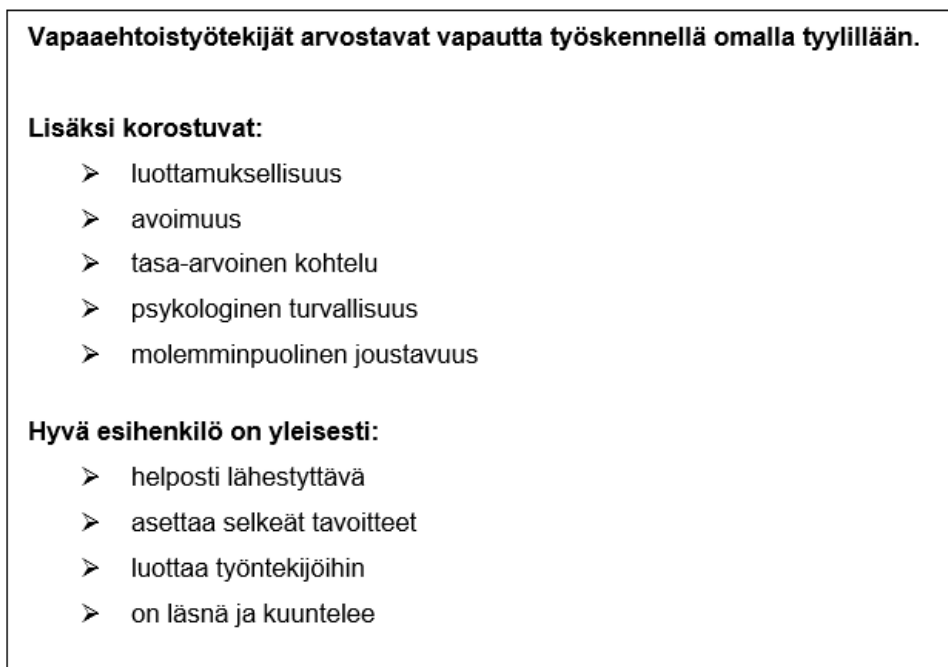 Vapaaehtoistyötekijät arvostavat vapautta työskennellä omalla tyylillään.
Lisäksi korostuvat:
➢ luottamuksellisuus
➢ avoimuus
➢ tasa-arvoinen kohtelu
➢ psykologinen turvallisuus
➢ molemminpuolinen joustavuus
Hyvä esihenkilö on yleisesti:
➢ helposti lähestyttävä
➢ asettaa selkeät tavoitteet
➢ luottaa työntekijöihin
➢ on läsnä ja kuuntelee